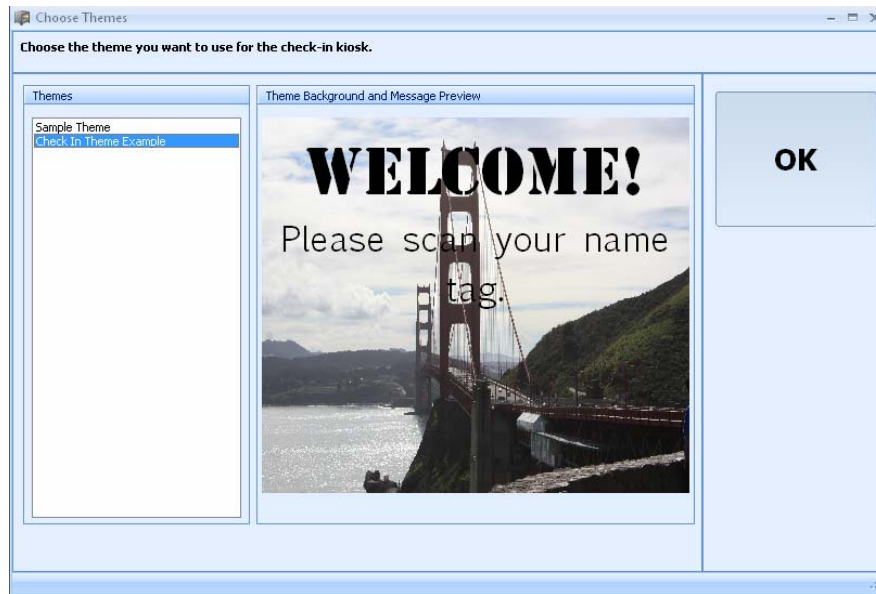 Choose Themes
Choose the theme you want to use for the check-in kiosk.
Themes
Theme Background and Message Preview
Sample Theme
Check In Theme Example
WELCOME!
Please scan your name
tag.
OK